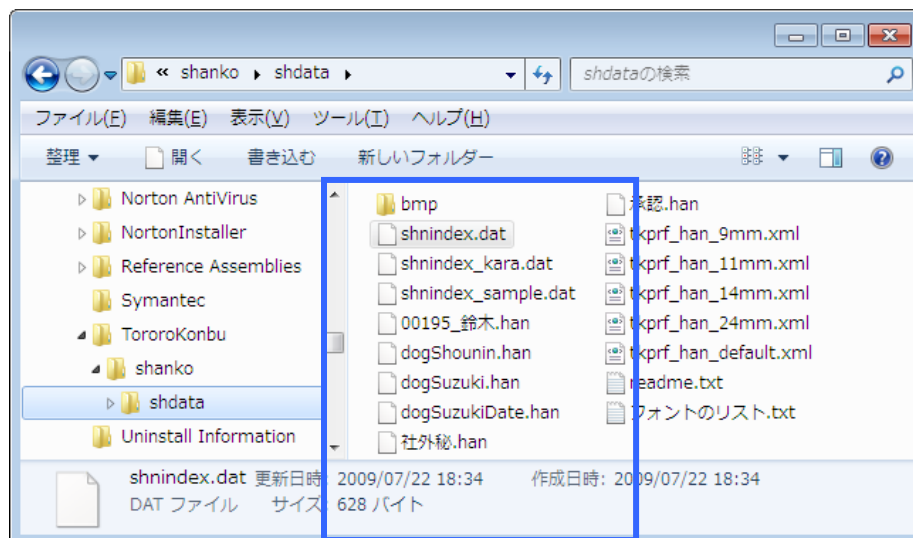 « shanko ▸ shdata ▸
shdataの検索
ファイル(F) 編集(E) 表示(V) ツール(T) ヘルプ(H)
整理 ▼ 開く 書き込む 新しいフォルダー
Norton AntiVirus
NortonInstaller
Reference Assemblies
Symantec
TororoKonbu
shanko
shdata
Uninstall Information
bmp
shnindex.dat
shnindex_kara.dat
shnindex_sample.dat
00195_鈴木.han
dogShounin.han
dogSuzuki.han
dogSuzukiDate.han
社外秘.han
承認.han
tkprf_han_9mm.xml
tkprf_han_11mm.xml
tkprf_han_14mm.xml
tkprf_han_24mm.xml
tkprf_han_default.xml
readme.txt
フォントのリスト.txt
shnindex.dat 更新日時: 2009/07/22 18:34 作成日時: 2009/07/22 18:34
DAT ファイル サイズ: 628 バイト